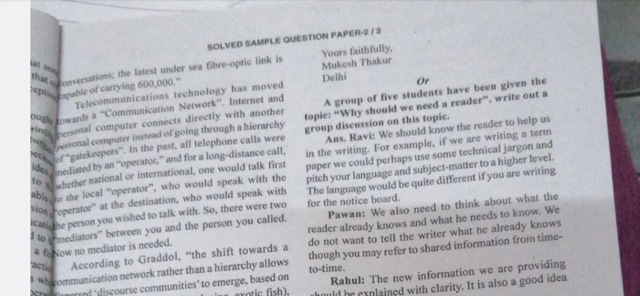 SOLVED SAMPLE QUESTION PAPER-2 / 3
conversations; the latest under sea fibre-optic link is
capable of carrying 600,000."
Telecommunications technology has moved
towards a "Communication Network". Internet and
personal computer connects directly with another
personal computer instead of going through a hierarchy
of "gatekeepers". In the past, all telephone calls were
mediated by an "operator," and for a long-distance call,
whether national or international, one would talk first
to the local "operator", who would speak with the
"operator" at the destination, who would speak with
the person you wished to talk with. So, there were two
"mediators" between you and the person you called.
Now no mediator is needed.
According to Graddol, "the shift towards a
communication network rather than a hierarchy allows
'discourse communities' to emerge, based on
fish),
Yours faithfully,
Mukesh Thakur
Delhi
Or
A group of five students have been given the
topic: "Why should we need a reader". write out a
group discussion on this topic.
Ans. Ravi: We should know the reader to help us
in the writing. For example, if we are writing a term
paper we could perhaps use some technical jargon and
pitch your language and subject-matter to a higher level.
The language would be quite different if you are writing
for the notice board.
Pawan: We also need to think about what the
reader already knows and what he needs to know. We
do not want to tell the writer what he already knows
though you may refer to shared information from time-
to-time.
Rahul: The new information we are providing
should be explained with clarity. It is also a good idea